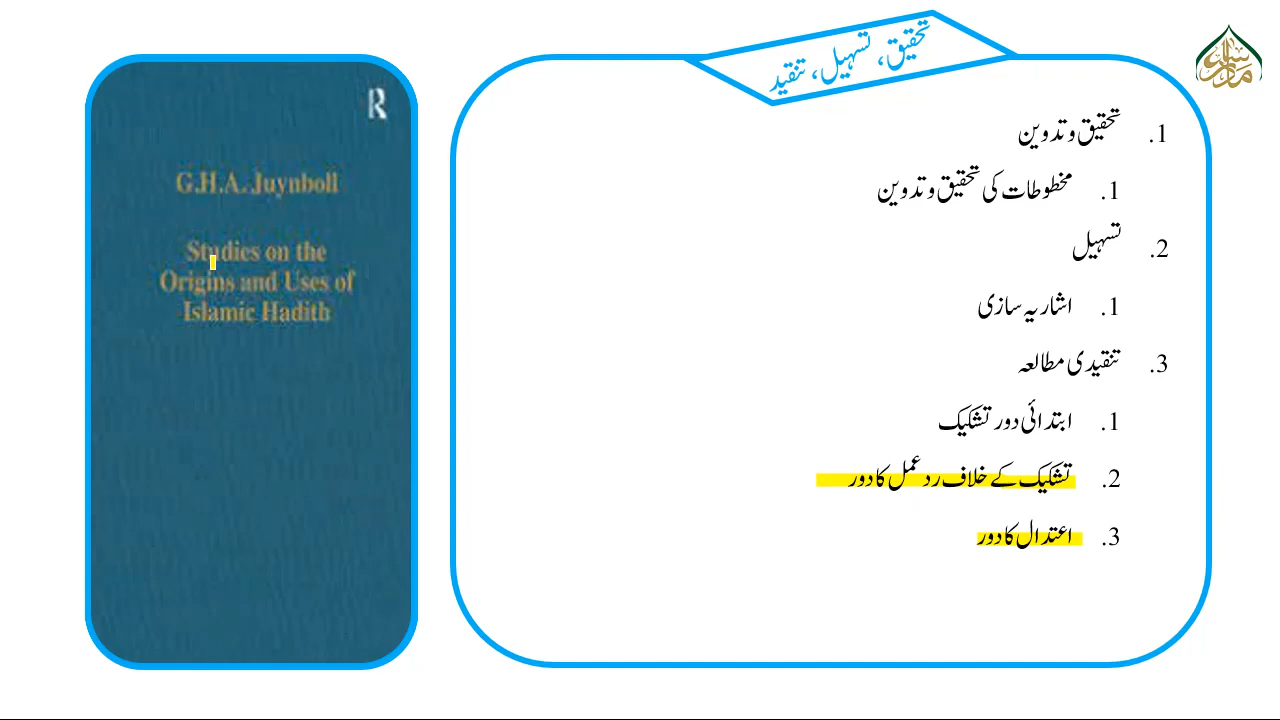 تحقیق، تسہیل، تنقید
R
G.H.A. Juynboll
Studies on the
Origins and Uses of
Islamic Hadith
1. تحقیق و تدوین
1. مخطوطات کی تحقیق و تدوین
2. تسہیل
1. اشاریہ سازی
3. تنقیدی مطالعہ
1. ابتدائی دور تشکیک
2. تشکیک کے خلاف رد عمل کا دور
3. اعتدال کا دور